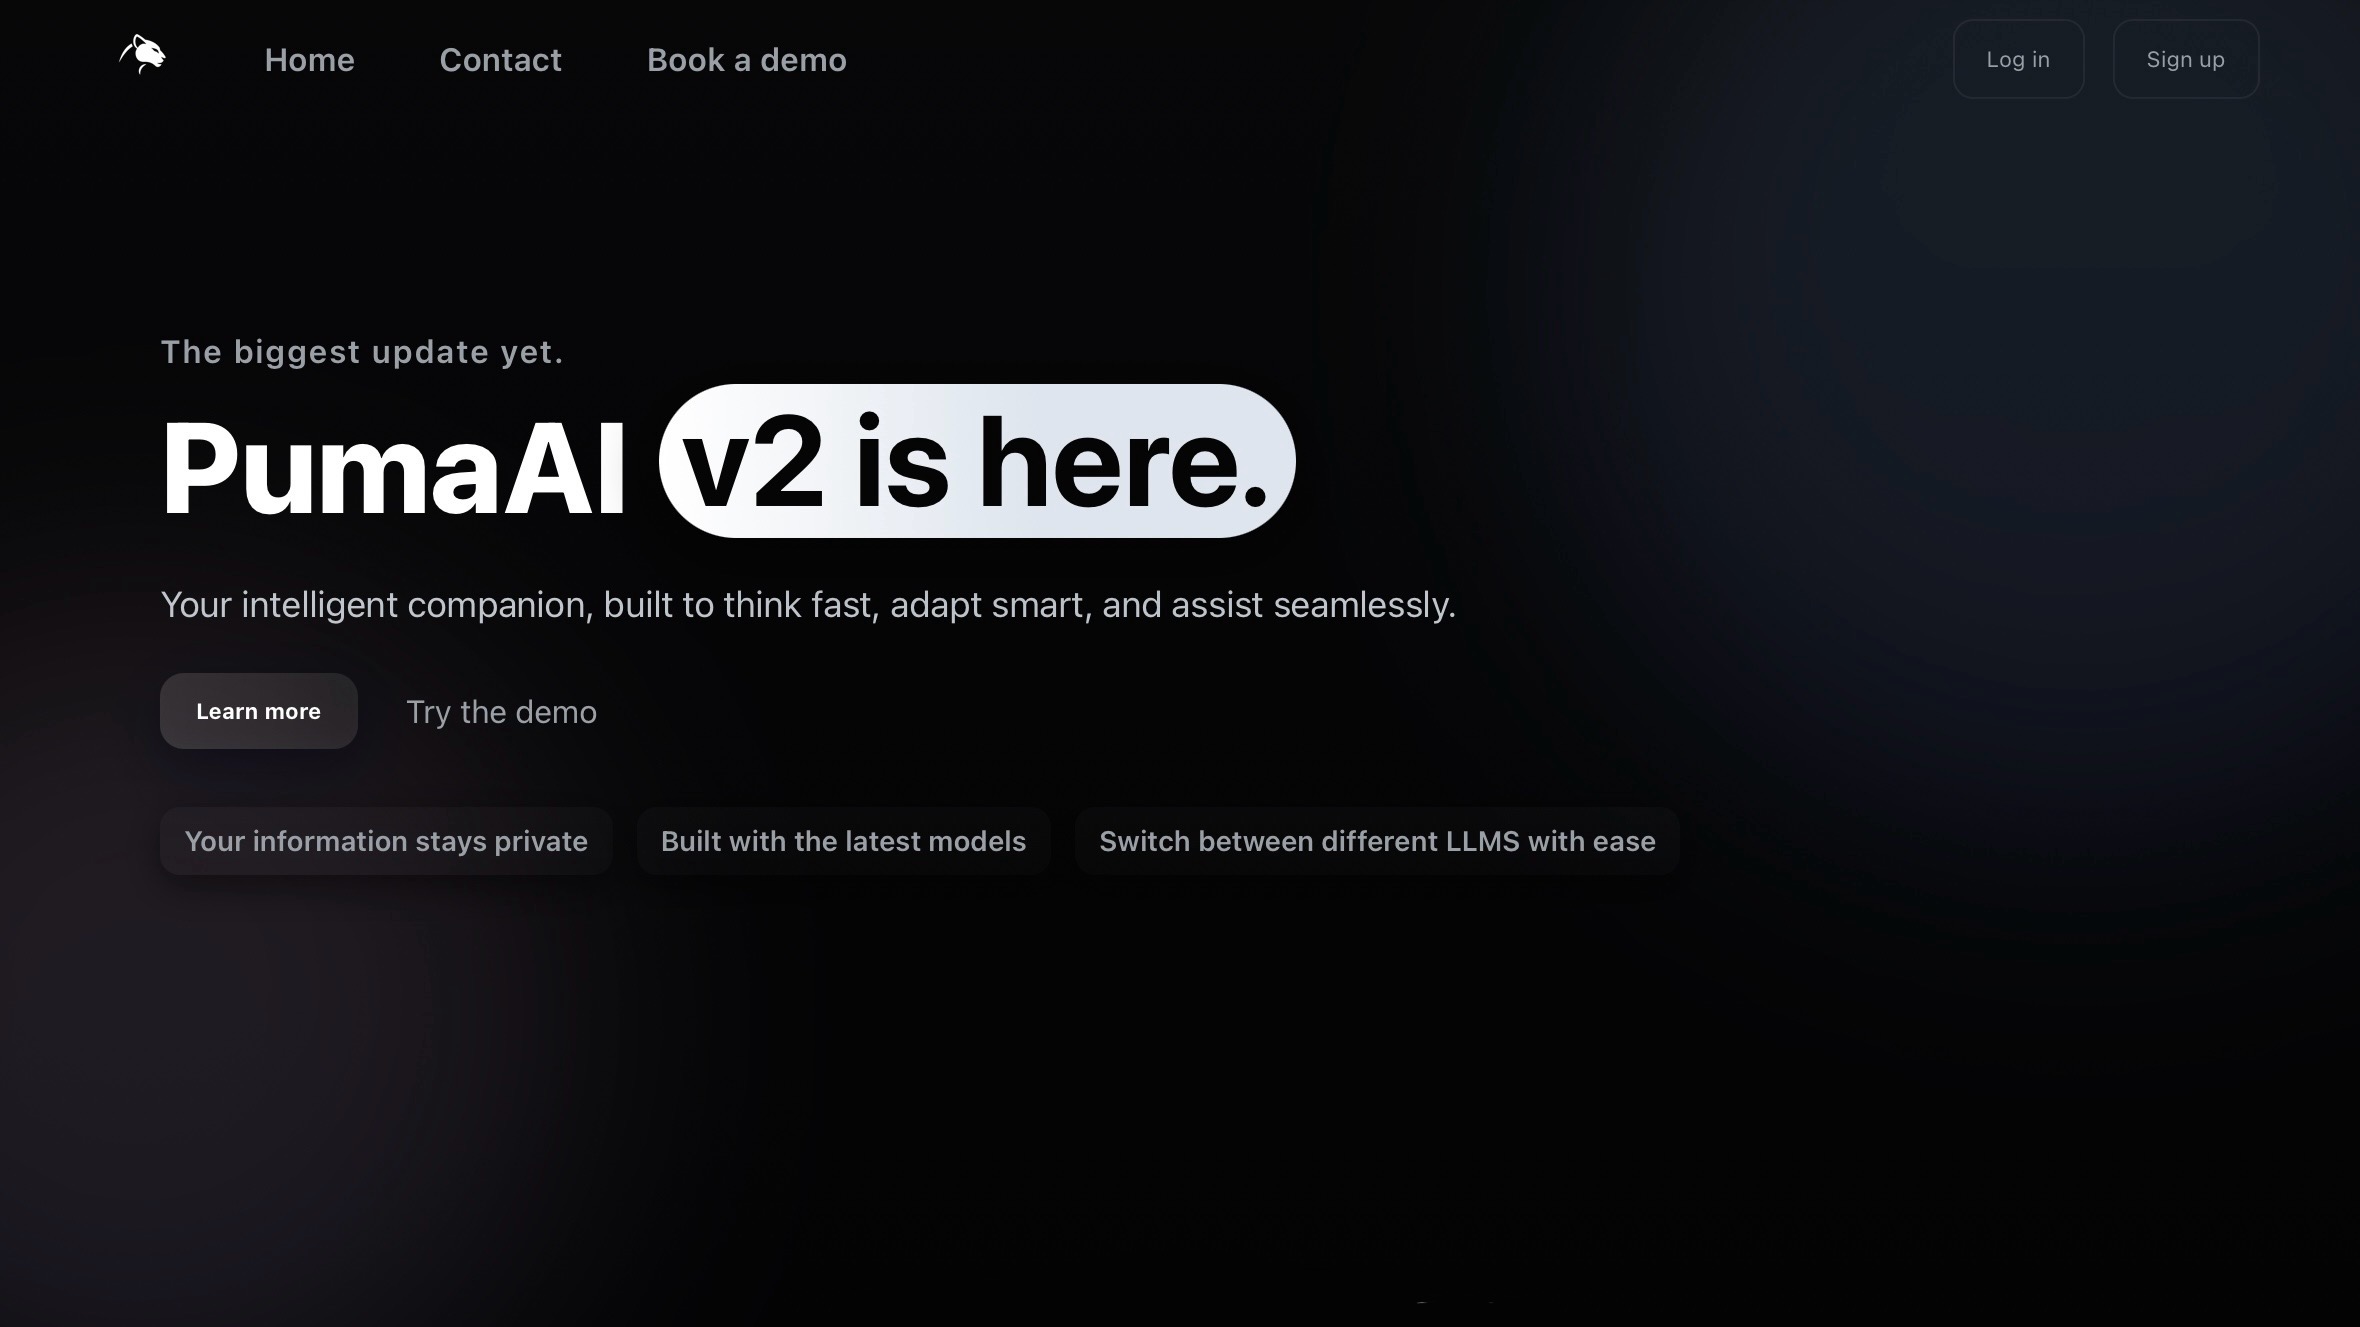 Home
Contact
Book a demo
Log in
Sign up
The biggest update yet.
PumaAI v2 is here.
Your intelligent companion, built to think fast, adapt smart, and assist seamlessly.
Learn more
Try the demo
Your information stays private
Built with the latest models
Switch between different LLMS with ease